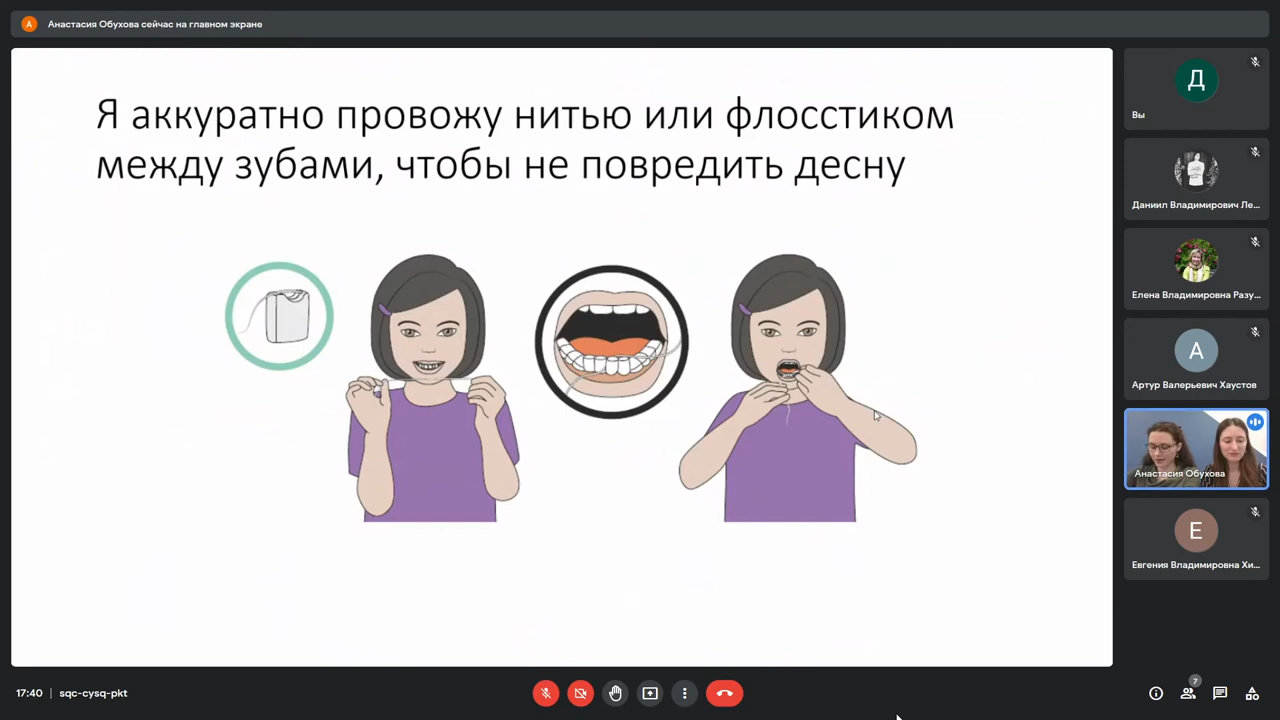 А
Анастасия Обухова сейчас на главном экране
Я аккуратно провожу нитью или флосстиком
между зубами, чтобы не повредить десну
Д
Вы
Даниил Владимирович Ле...
Елена Владимировна Разу...
А
Артур Валерьевич Хаустов
Анастасия Обухова
Е
Евгения Владимировна Хи...
17:40 | sqc-cysq-pkt
7